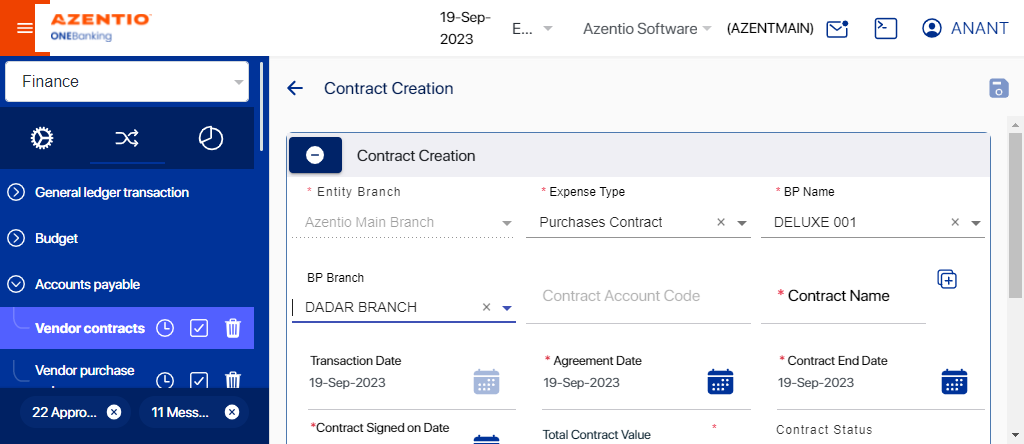 AZENTIO
ONEBanking
19-Sep-
2023
E...
Azentio Software
(AZENTMAIN)
ANANT
Finance
Contract Creation
Contract Creation
General ledger transaction
Budget
Accounts payable
Vendor contracts
Vendor purchase
22 Appro...
11 Mess...
* Entity Branch
* Expense Type
* BP Name
Azentio Main Branch
Purchases Contract
DELUXE 001
BP Branch
DADAR BRANCH
Contract Account Code
* Contract Name
Transaction Date
* Agreement Date
* Contract End Date
19-Sep-2023
19-Sep-2023
19-Sep-2023
*Contract Signed on Date
Total Contract Value *
Contract Status